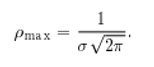 ρ_max = 1 / (σ√(2π)).